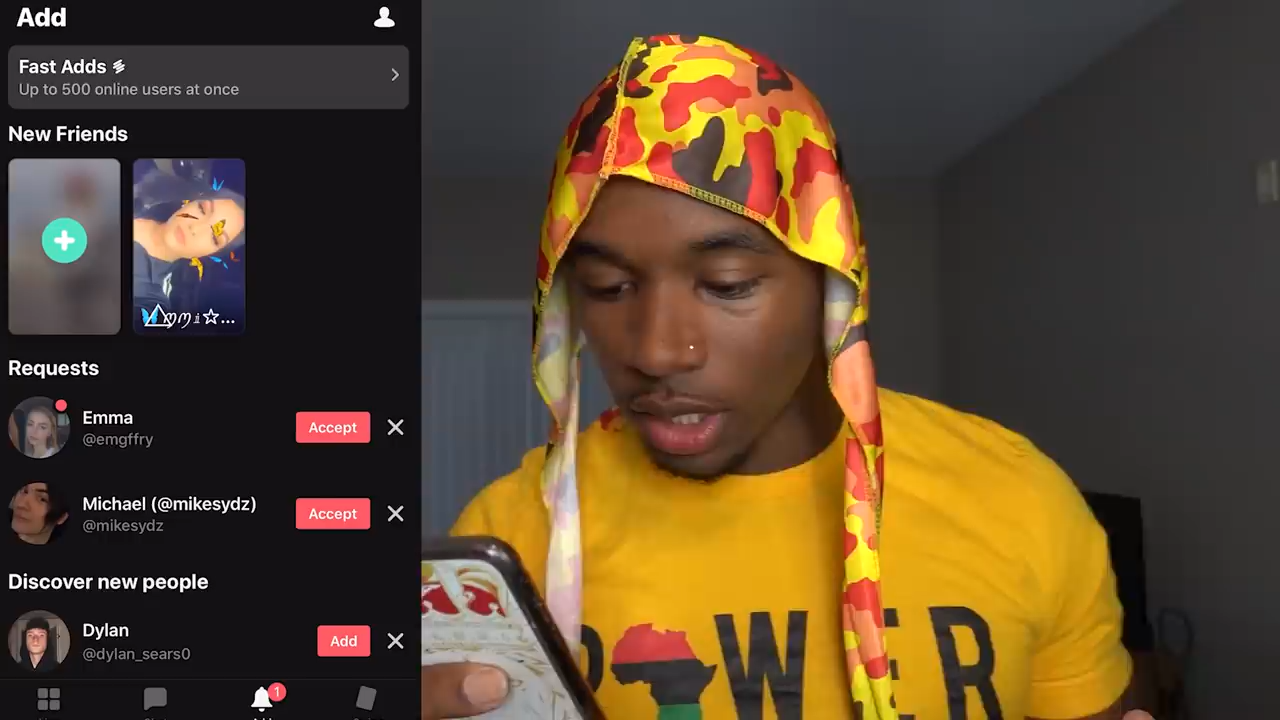 Add
Fast Adds
Up to 500 online users at once
New Friends
Requests
Emma
@emgffry
Accept
Michael (@mikesydz)
@mikesydz
Accept
Discover new people
Dylan
@dylan_sears0
Add
1
POWER